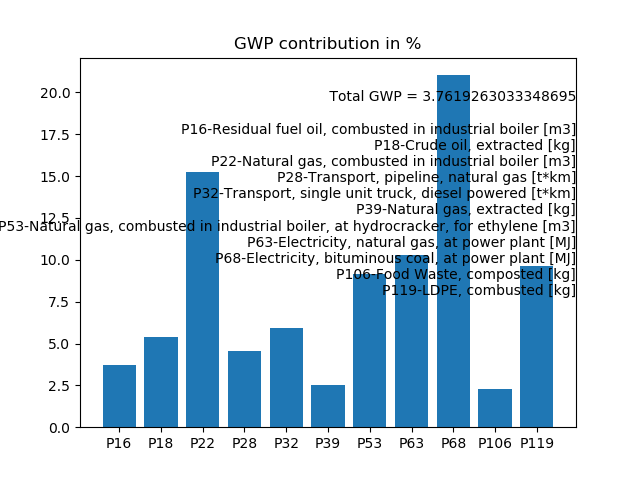 GWP contribution in %
Total GWP = 3.7619263033348695
P16-Residual fuel oil, combusted in industrial boiler [m3]
P18-Crude oil, extracted [kg]
P22-Natural gas, combusted in industrial boiler [m3]
P28-Transport, pipeline, natural gas [t*km]
P32-Transport, single unit truck, diesel powered [t*km]
P39-Natural gas, extracted [kg]
P53-Natural gas, combusted in industrial boiler, at hydrocracker, for ethylene [m3]
P63-Electricity, natural gas, at power plant [MJ]
P68-Electricity, bituminous coal, at power plant [MJ]
P106-Food Waste, composted [kg]
P119-LDPE, combusted [kg]
20.0
17.5
15.0
12.5
10.0
7.5
5.0
2.5
0.0
P16 P18 P22 P28 P32 P39 P53 P63 P68 P106 P119